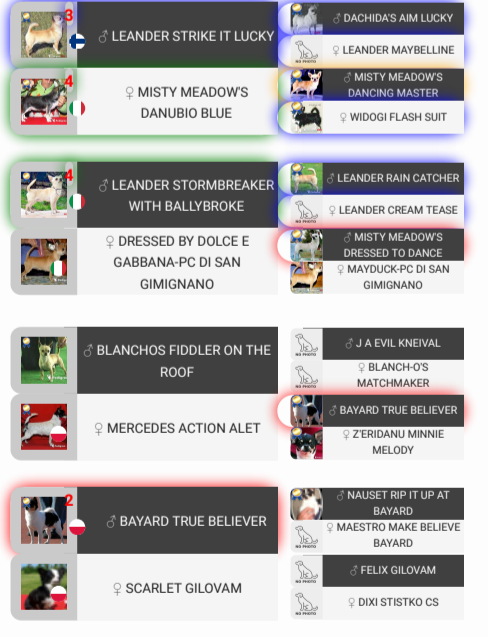 3
♂ LEANDER STRIKE IT LUCKY
♂ DACHIDA'S AIM LUCKY
NO PHOTO
♀ LEANDER MAYBELLINE
4
♀ MISTY MEADOW'S
DANUBIO BLUE
♂ MISTY MEADOW'S
DANCING MASTER
♀ WIDOGI FLASH SUIT
4
♂ LEANDER STORMBREAKER
WITH BALLYBROKE
♂ LEANDER RAIN CATCHER
NO PHOTO
♀ LEANDER CREAM TEASE
♀ DRESSED BY DOLCE E
GABBANA-PC DI SAN
GIMIGNANO
♂ MISTY MEADOW'S
DRESSED TO DANCE
♀ MAYDUCK-PC DI SAN
GIMIGNANO
♂ BLANCHOS FIDDLER ON THE
ROOF
NO PHOTO
♂ J A EVIL KNEIVAL
NO PHOTO
♀ BLANCH-O'S
MATCHMAKER
♀ MERCEDES ACTION ALET
♂ BAYARD TRUE BELIEVER
♀ Z'ERIDANU MINNIE
MELODY
2
♂ BAYARD TRUE BELIEVER
♂ NAUSET RIP IT UP AT
BAYARD
NO PHOTO
♀ MAESTRO MAKE BELIEVE
BAYARD
♀ SCARLET GILOVAM
NO PHOTO
♂ FELIX GILOVAM
NO PHOTO
♀ DIXI STISTKO CS